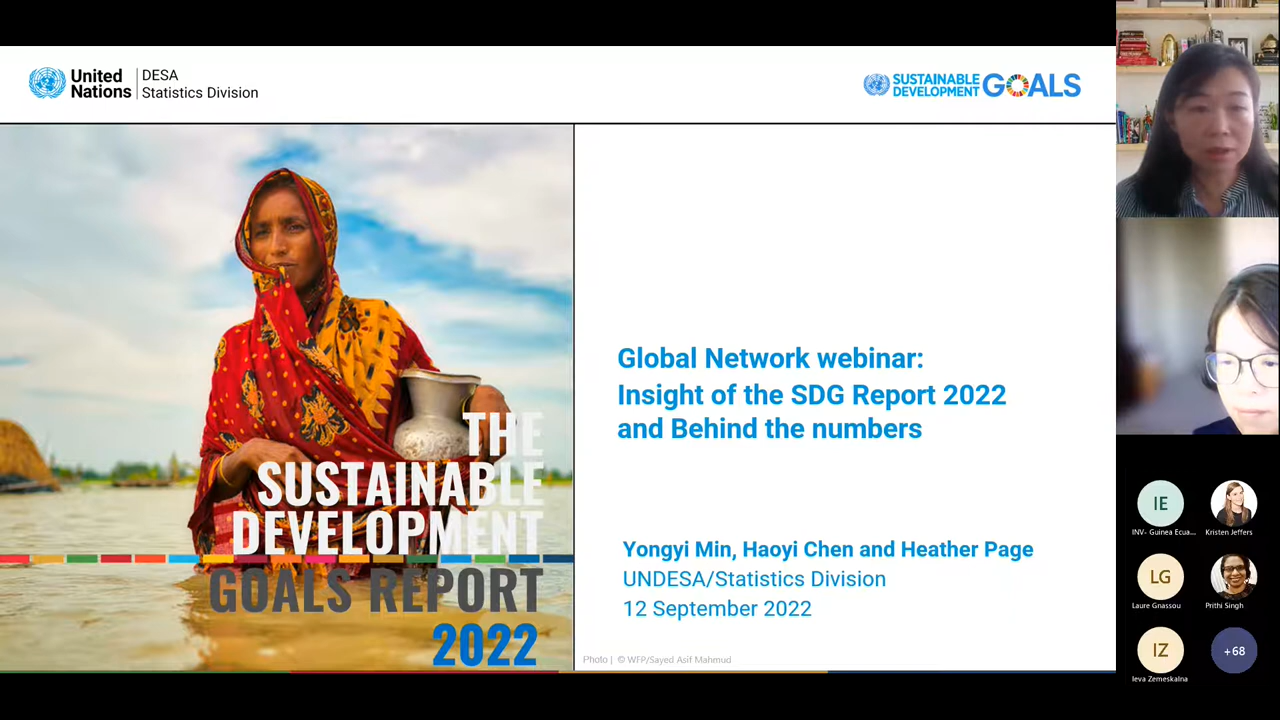 United Nations
DESA
Statistics Division
SUSTAINABLE
DEVELOPMENT
GOALS
THE
SUSTAINABLE
DEVELOPMENT
GOALS REPORT
2022
Global Network webinar:
Insight of the SDG Report 2022
and Behind the numbers
Yongyi Min, Haoyi Chen and Heather Page
UNDESA/Statistics Division
12 September 2022
Photo | © WFP/Sayed Asif Mahmud
IE
INV- Guinea Ecua...
Kristen Jeffers
LG
Laure Gnassou
Prithi Singh
IZ
Ieva Zemeskalna
+68